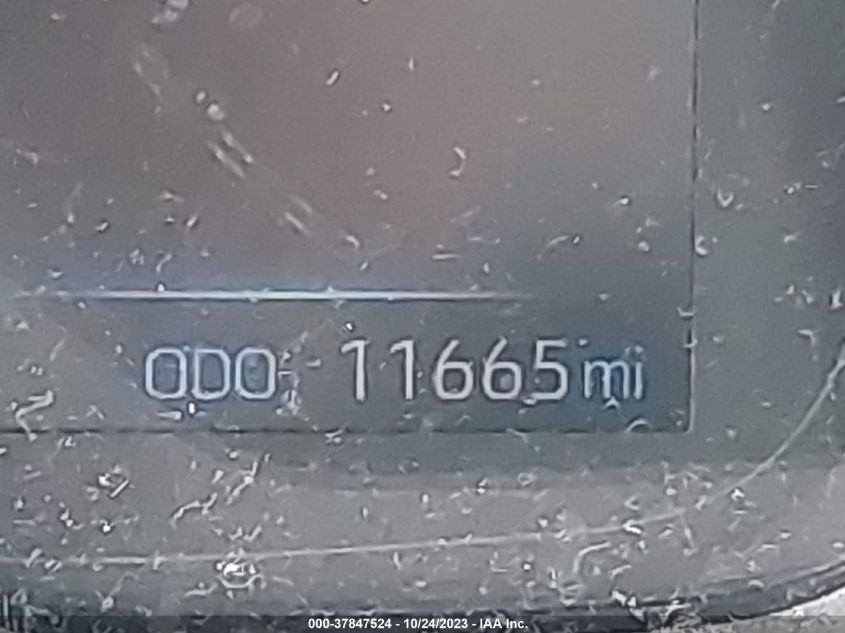 ODO 11665 mi
000-37847524 - 10/24/2023 - IAA Inc.